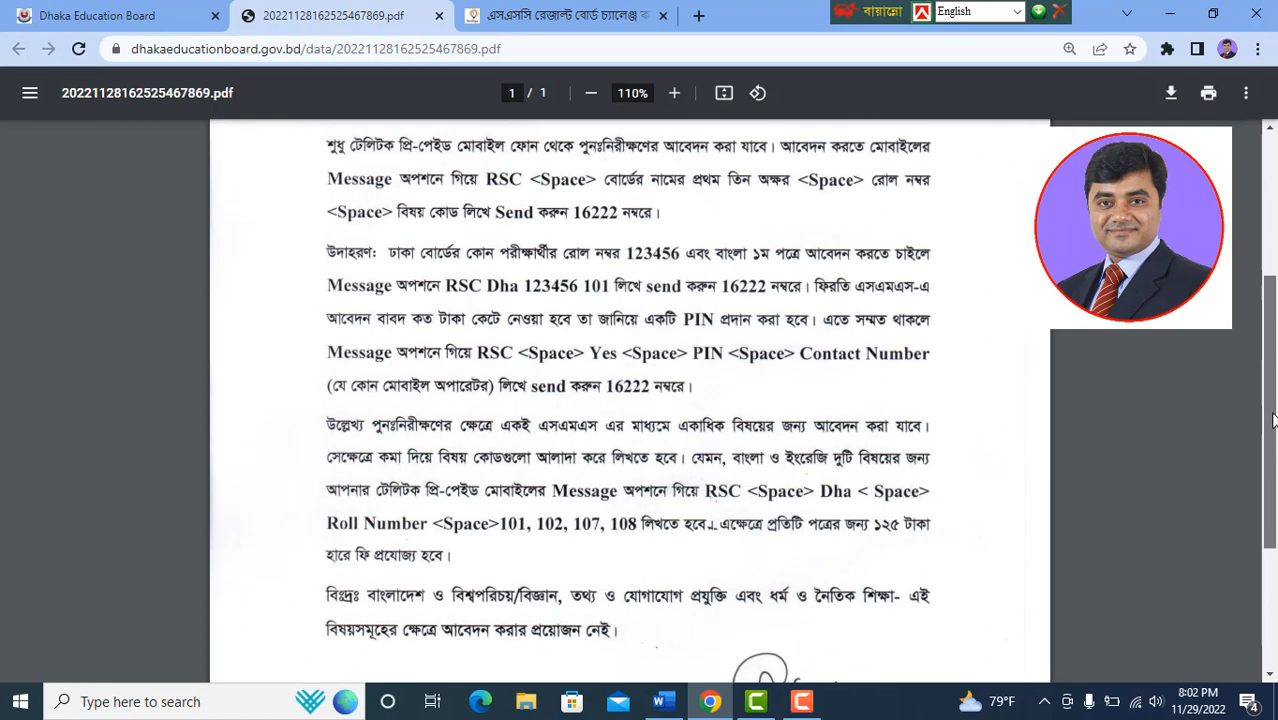 Dhaka Education Board
20221128162525467869.pdf
এসএসসি রেজাল্ট বোর্ড চ্যালেঞ্জ ক
বায়ান্নো
English
dhakaeducationboard.gov.bd/data/20221128162525467869.pdf
20221128162525467869.pdf
1 / 1
110%
শুধু টেলিটক প্রি-পেইড মোবাইল ফোন থেকে পুনঃনিরীক্ষণের আবেদন করা যাবে। আবেদন করতে মোবাইলের
Message অপশনে গিয়ে RSC <Space> বোর্ডের নামের প্রথম তিন অক্ষর <Space> রোল নম্বর
<Space> বিষয় কোড লিখে Send করুন 16222 নম্বরে।
উদাহরণ: ঢাকা বোর্ডের কোন পরীক্ষার্থীর রোল নম্বর 123456 এবং বাংলা ১ম পত্রে আবেদন করতে চাইলে
Message অপশনে RSC Dha 123456 101 লিখে send করুন 16222 নম্বরে। ফিরতি এসএমএস-এ
আবেদন বাবদ কত টাকা কেটে নেওয়া হবে তা জানিয়ে একটি PIN প্রদান করা হবে। এতে সম্মত থাকলে
Message অপশনে গিয়ে RSC <Space> Yes <Space> PIN <Space> Contact Number
(যে কোন মোবাইল অপারেটর) লিখে send করুন 16222 নম্বরে।
উল্লেখ্য পুনঃনিরীক্ষণের ক্ষেত্রে একই এসএমএস এর মাধ্যমে একাধিক বিষয়ের জন্য আবেদন করা যাবে।
সেক্ষেত্রে কমা দিয়ে বিষয় কোডগুলো আলাদা করে লিখতে হবে। যেমন, বাংলা ও ইংরেজি দুটি বিষয়ের জন্য
আপনার টেলিটক প্রি-পেইড মোবাইলের Message অপশনে গিয়ে RSC <Space> Dha < Space>
Roll Number <Space>101, 102, 107, 108 লিখতে হবে। এক্ষেত্রে প্রতিটি পত্রের জন্য ১২৫ টাকা
হারে ফি প্রযোজ্য হবে।
বিঃদ্রঃ বাংলাদেশ ও বিশ্বপরিচয়/বিজ্ঞান, তথ্য ও যোগাযোগ প্রযুক্তি এবং ধর্ম ও নৈতিক শিক্ষা- এই
বিষয়সমূহের ক্ষেত্রে আবেদন করার প্রয়োজন নেই।
Type here to search
79°F
8:02 PM
11/29/2022
4